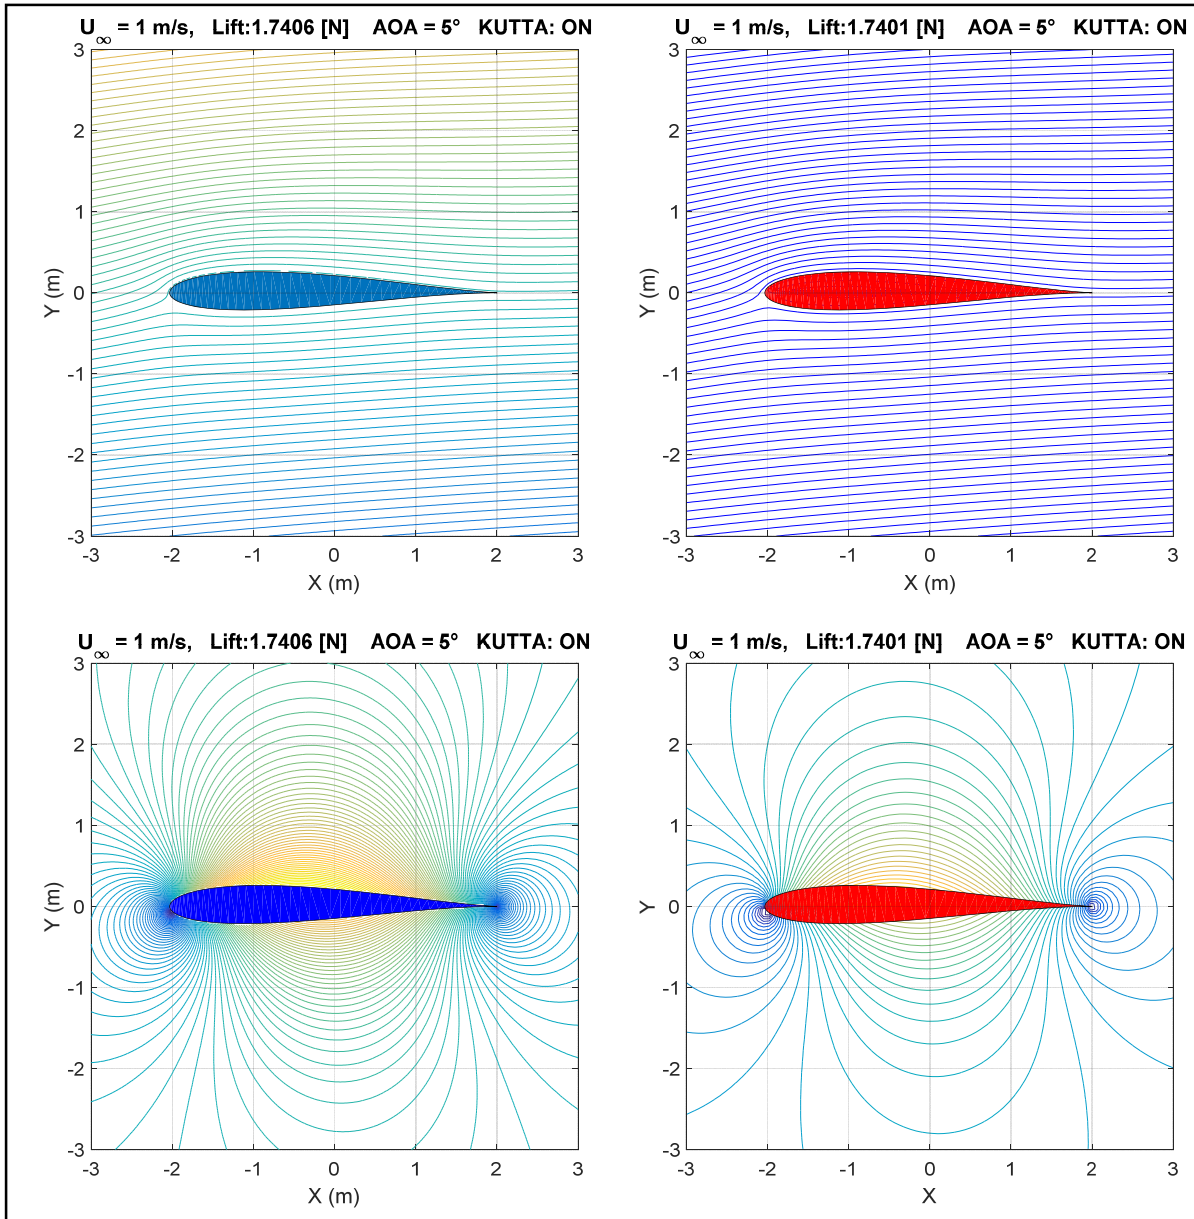 U∞ = 1 m/s, Lift:1.7406 [N] AOA = 5° KUTTA: ON
3
2
1
0
-1
-2
-3
Y (m)
-3 -2 -1 0 1 2 3
X (m)
U∞ = 1 m/s, Lift:1.7401 [N] AOA = 5° KUTTA: ON
3
2
1
0
-1
-2
-3
Y (m)
-3 -2 -1 0 1 2 3
X (m)
U∞ = 1 m/s, Lift:1.7406 [N] AOA = 5° KUTTA: ON
3
2
1
0
-1
-2
-3
Y (m)
-3 -2 -1 0 1 2 3
X (m)
U∞ = 1 m/s, Lift:1.7401 [N] AOA = 5° KUTTA: ON
3
2
1
0
-1
-2
-3
Y
-3 -2 -1 0 1 2 3
X